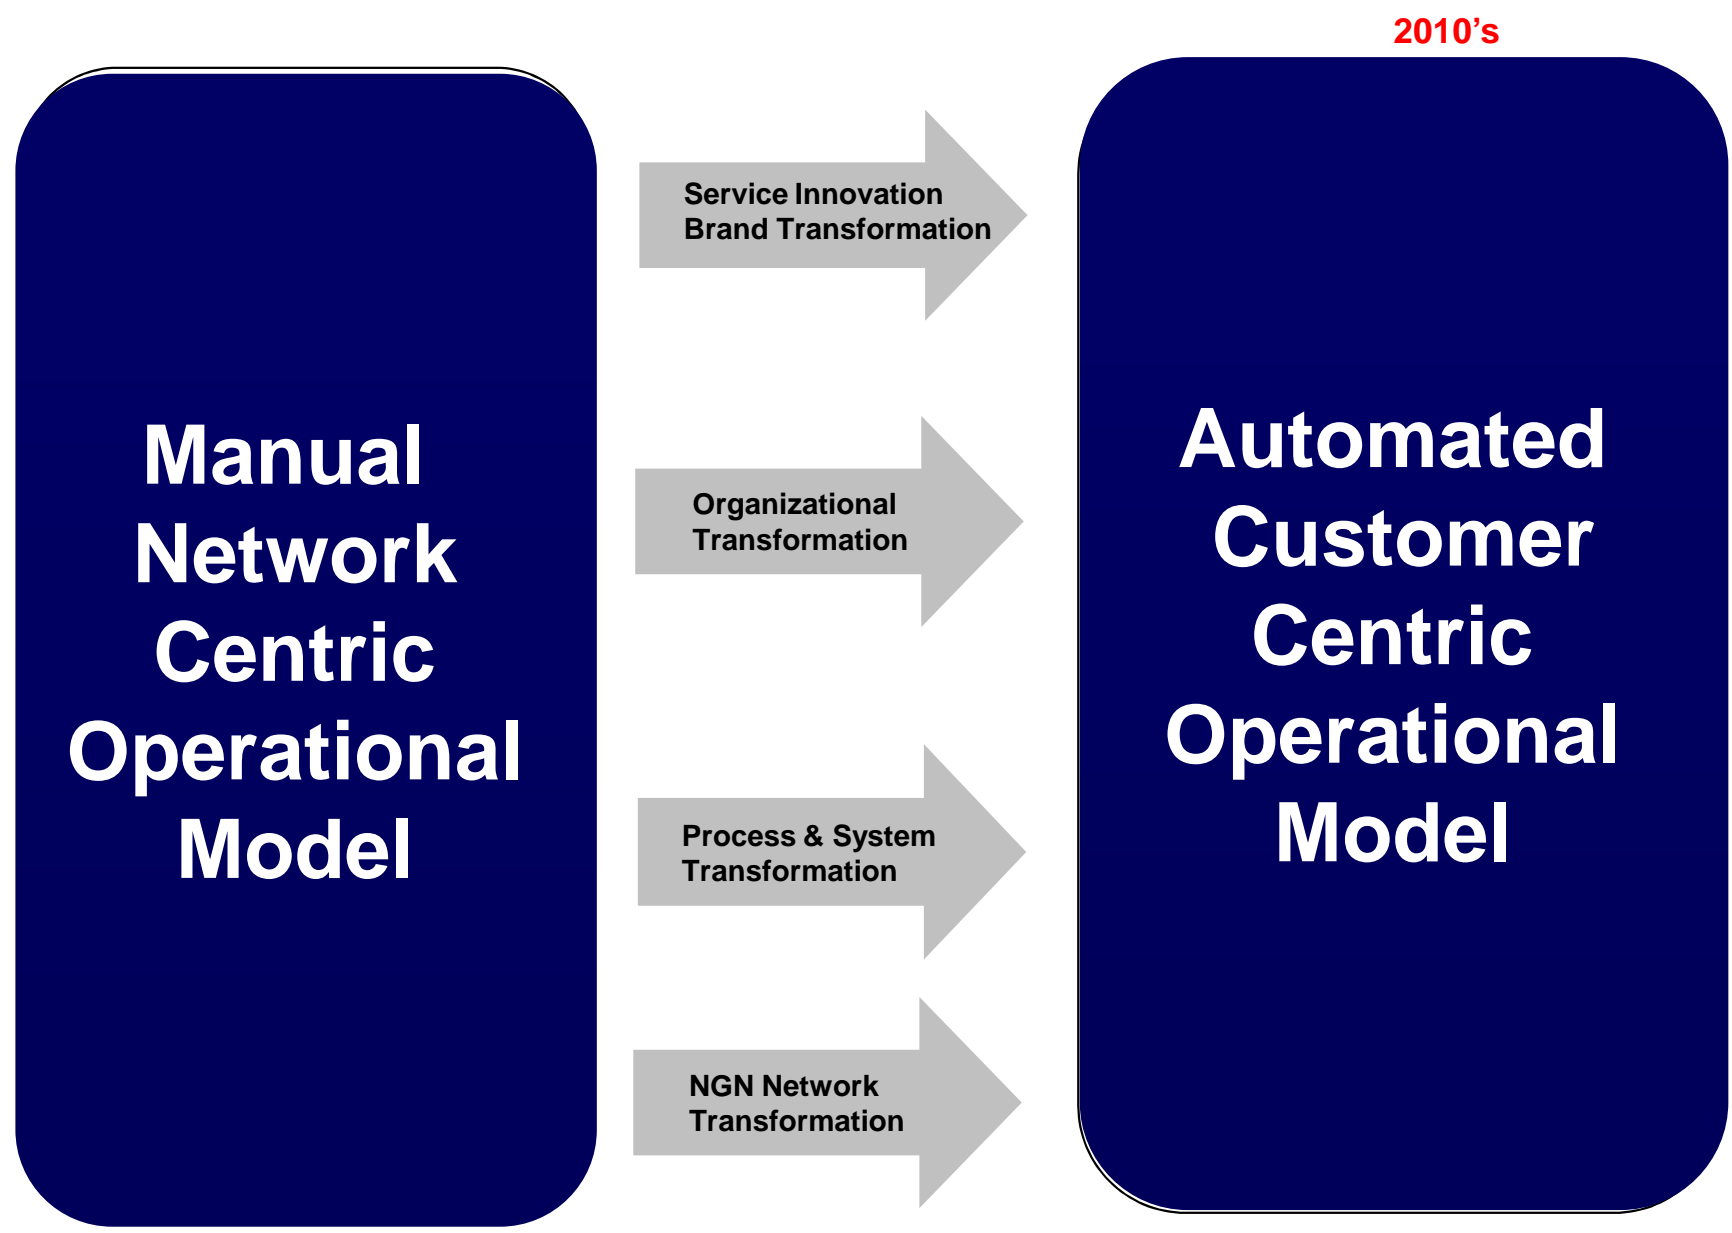 2010’s
Manual
Network
Centric
Operational
Model
Service Innovation
Brand Transformation
Organizational
Transformation
Process & System
Transformation
NGN Network
Transformation
Automated
Customer
Centric
Operational
Model